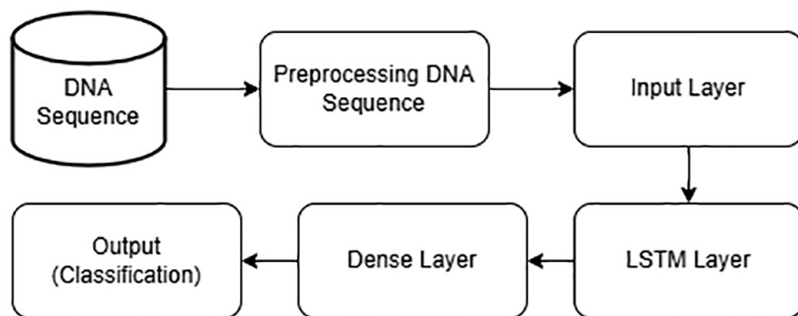 DNA
Sequence
Preprocessing DNA
Sequence
Input Layer
LSTM Layer
Dense Layer
Output
(Classification)